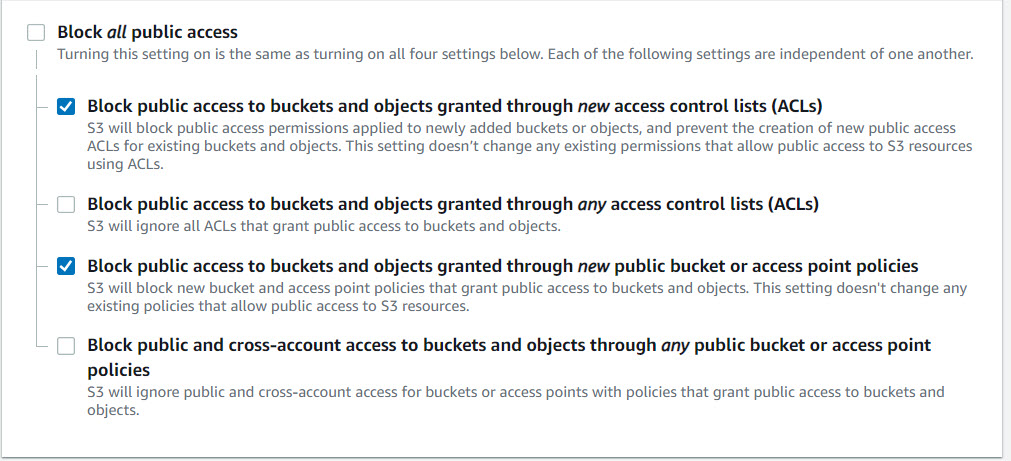 Block all public access
Turning this setting on is the same as turning on all four settings below. Each of the following settings are independent of one another.
Block public access to buckets and objects granted through new access control lists (ACLs)
S3 will block public access permissions applied to newly added buckets or objects, and prevent the creation of new public access
ACLs for existing buckets and objects. This setting doesn't change any existing permissions that allow public access to S3 resources
using ACLs.
Block public access to buckets and objects granted through any access control lists (ACLs)
S3 will ignore all ACLs that grant public access to buckets and objects.
Block public access to buckets and objects granted through new public bucket or access point policies
S3 will block new bucket and access point policies that grant public access to buckets and objects. This setting doesn't change any
existing policies that allow public access to S3 resources.
Block public and cross-account access to buckets and objects through any public bucket or access point
policies
S3 will ignore public and cross-account access for buckets or access points with policies that grant public access to buckets and
objects.